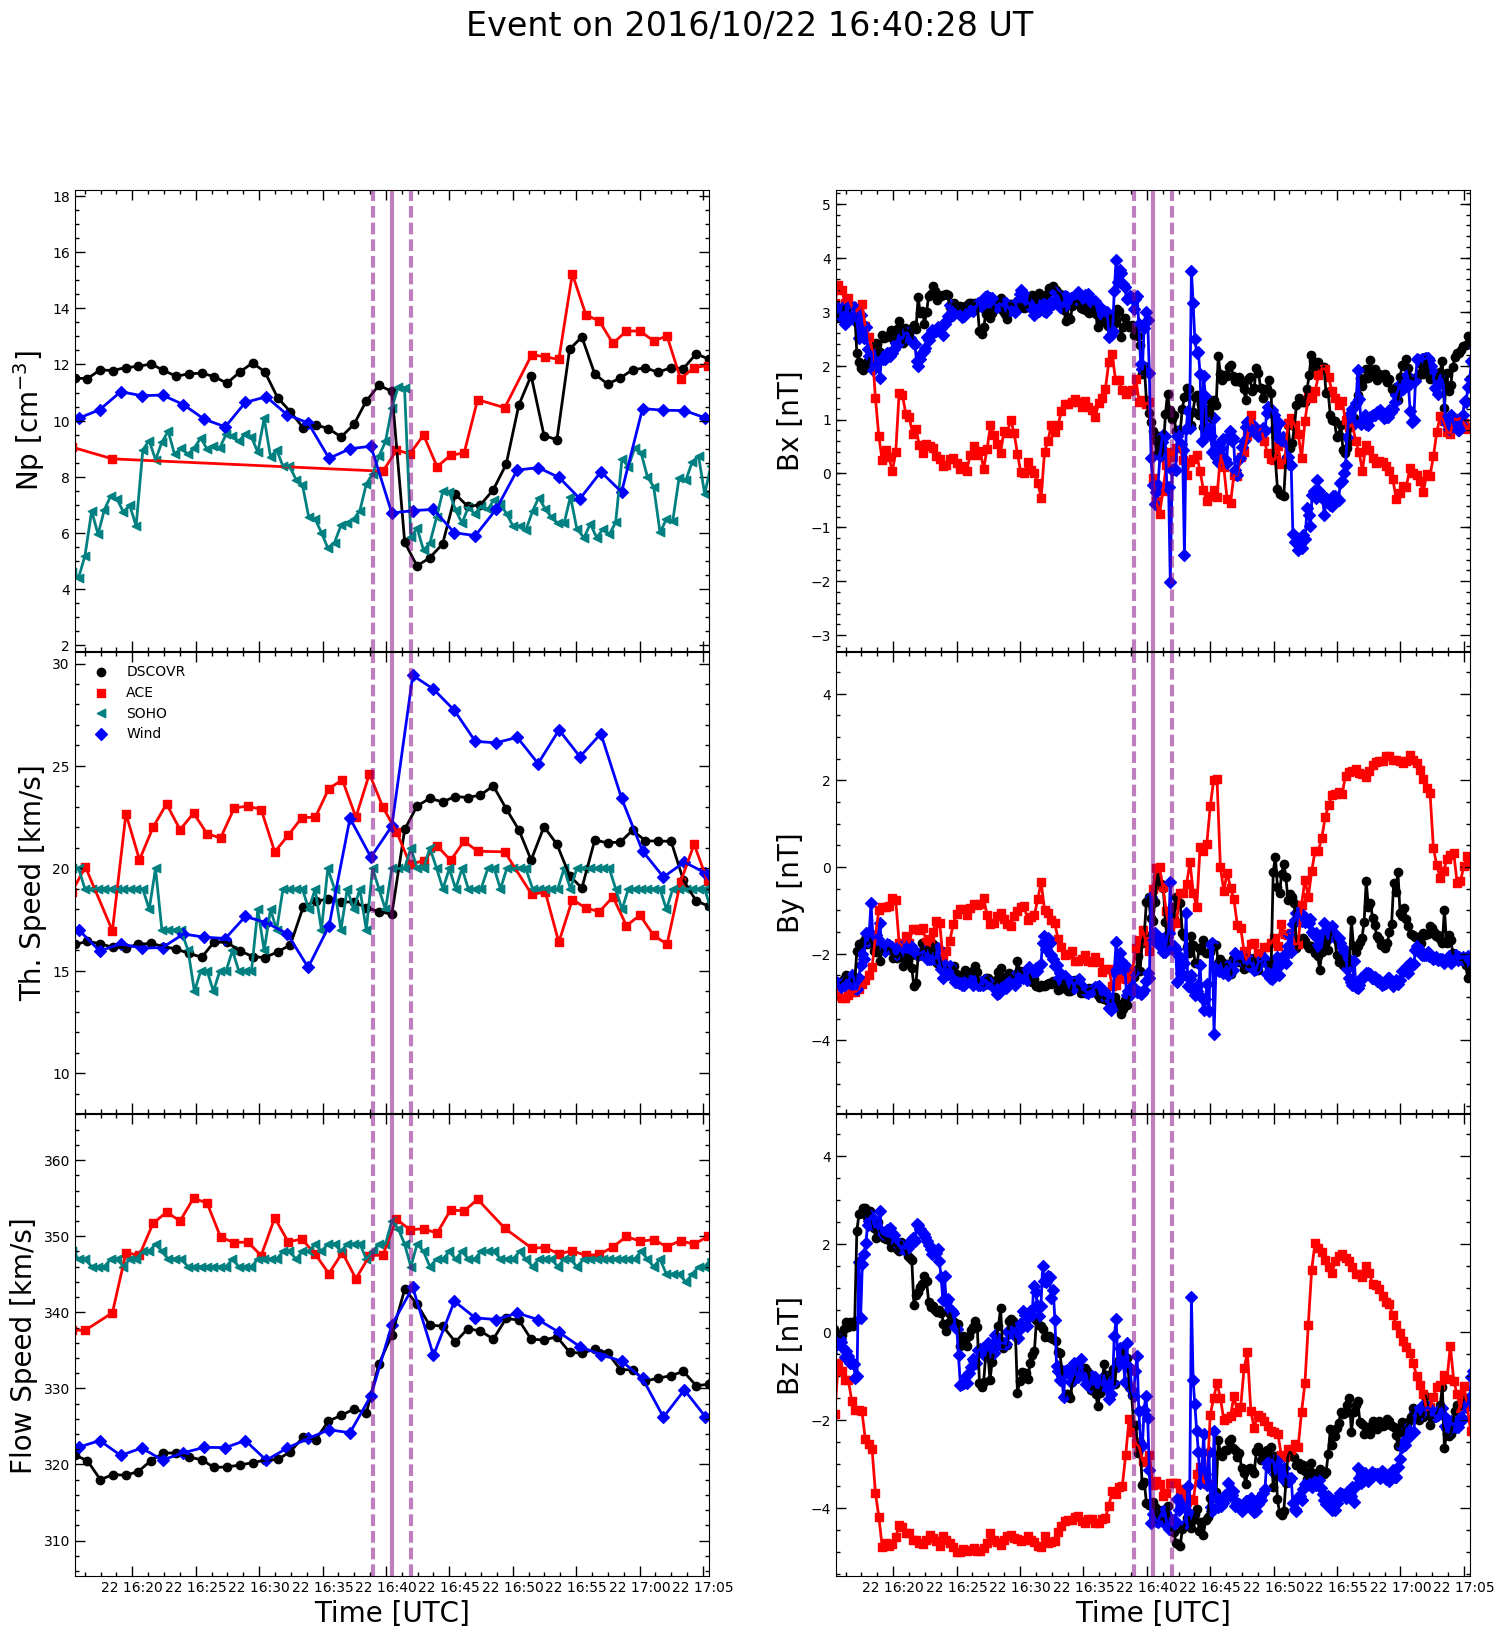 Event on 2016/10/22 16:40:28 UT
Np [cm⁻³]
18
16
14
12
10
8
6
4
2
Th. Speed [km/s]
30
25
20
15
10
DSCOVR
ACE
SOHO
Wind
Flow Speed [km/s]
360
350
340
330
320
310
22 16:20 22 16:25 22 16:30 22 16:35 22 16:40 22 16:45 22 16:50 22 16:55 22 17:00 22 17:05
Time [UTC]
Bx [nT]
5
4
3
2
1
0
−1
−2
−3
By [nT]
4
2
0
−2
−4
Bz [nT]
4
2
0
−2
−4
22 16:20 22 16:25 22 16:30 22 16:35 22 16:40 22 16:45 22 16:50 22 16:55 22 17:00 22 17:05
Time [UTC]